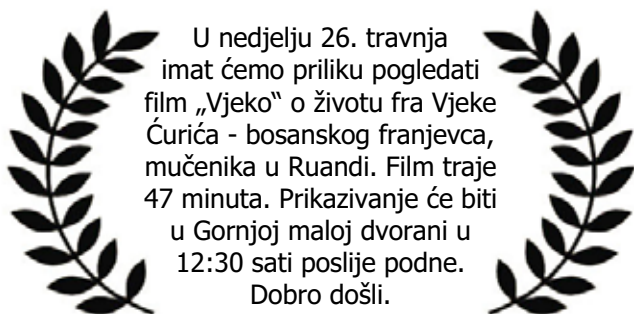 U nedjelju 26. travnja
imat ćemo priliku pogledati
film „Vjeko“ o životu fra Vjeke
Ćurića - bosanskog franjevca,
mučenika u Ruandi. Film traje
47 minuta. Prikazivanje će biti
u Gornjoj maloj dvorani u
12:30 sati poslije podne.
Dobro došli.